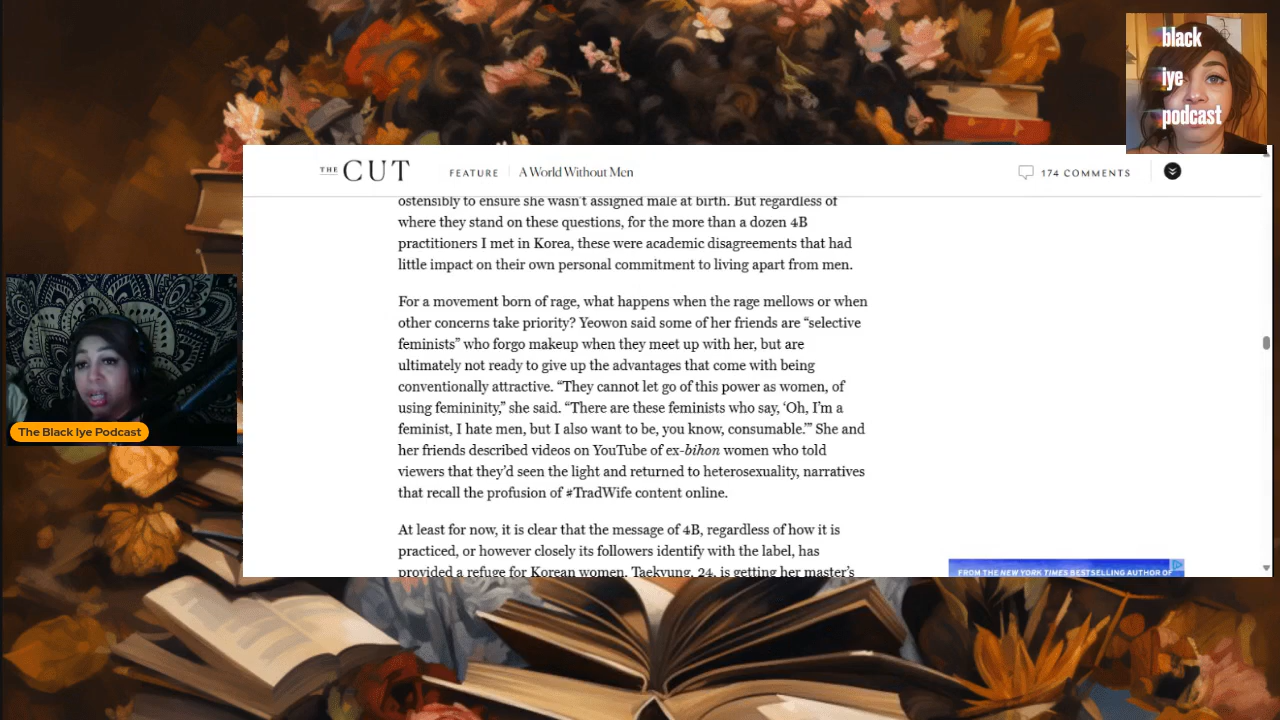 black
iye
podcast
THE CUT FEATURE A World Without Men 174 COMMENTS
ostensibly to ensure she wasn't assigned male at birth. But regardless of
where they stand on these questions, for the more than a dozen 4B
practitioners I met in Korea, these were academic disagreements that had
little impact on their own personal commitment to living apart from men.
For a movement born of rage, what happens when the rage mellows or when
other concerns take priority? Yeowon said some of her friends are “selective
feminists” who forgo makeup when they meet up with her, but are
ultimately not ready to give up the advantages that come with being
conventionally attractive. “They cannot let go of this power as women, of
using femininity,” she said. “There are these feminists who say, ‘Oh, I’m a
feminist, I hate men, but I also want to be, you know, consumable.’” She and
her friends described videos on YouTube of ex-bihon women who told
viewers that they’d seen the light and returned to heterosexuality, narratives
that recall the profusion of #TradWife content online.
At least for now, it is clear that the message of 4B, regardless of how it is
practiced, or however closely its followers identify with the label, has
provided a refuge for Korean women. Taekyung, 24, is getting her master’s
FROM THE NEW YORK TIMES BESTSELLING AUTHOR OF
The Black Iye Podcast